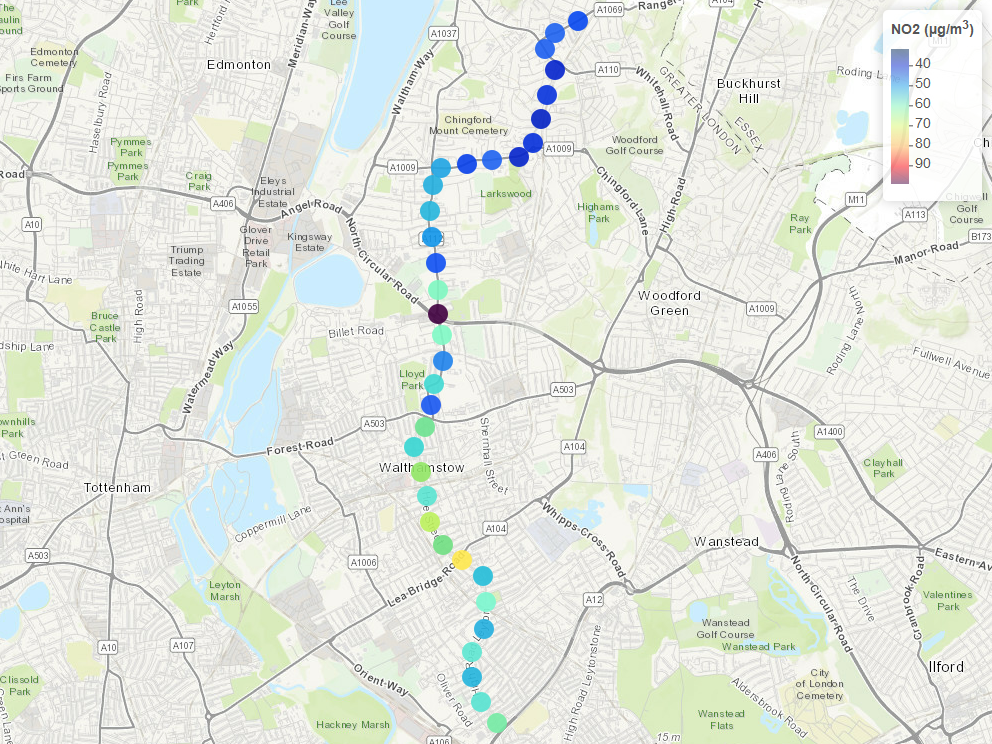 Park
Lee
Valley
Golf
Course
A1037
A1069
Ranger
A104
NO2 (µg/m3)
40
50
60
70
80
90
Hertford
Meridian-Way
Edmonton
Cemetery
Firs Farm
Sports Ground
Edmonton
Waltham-Way
A110
Whitehall-Road
Buckhurst
Hill
Roding
GREATER LONDON
ESSEX
Haselbury Road
Chingford
Mount Cemetery
Pymmes
Park
Pymmes
Park
Woodford
Golf Course
A1009
A1009
Road
Craig
Park
Eleys
Industrial
Estate
Larkswood
Chingford-Lane
High-Road
M11
A406
Angel-Road
Highams
Park
Ray
Park
A113
Golf
Course
A10
Glover
Drive
Retail
Park
Kingsway
Estate
North-Circular-Road
Manor-Road
B173
Triump
Trading
Estate
White Hart Lane
High Road
A1055
Woodford
Green
A1009
Roding Lane North
Bruce
Castle
Park
Billet Road
Lordship Lane
Fullwell Avenue
Watermead-Way
Lloyd
Park
A503
A503
Downhills
Park
A1400
Forest-Road
Shernhall Street
A104
A406
Roding Lane South
Green Road
Walthamstow
Clayhall
Park
Tottenham
Ann's
Hospital
Coppermill Lane
A104
Whipps-Cross-Road
Wanstead
A503
A1006
Lea-Bridge-Ro
Eastern-Av
Leyton
Marsh
A12
North-Circular-Road
The Drive
Cranbrook-Road
Valentines
Park
Wanstead
Golf Course
Wanstead Park
A10
A107
Orient-Way
Oliver Road
High Road Leytonstone
Ilford
Clissold
Park
Green Lanes
City
of London
Cemetery
Aldersbrook Road
Hackney Marsh
Wanstead
Flats
A106
15 m